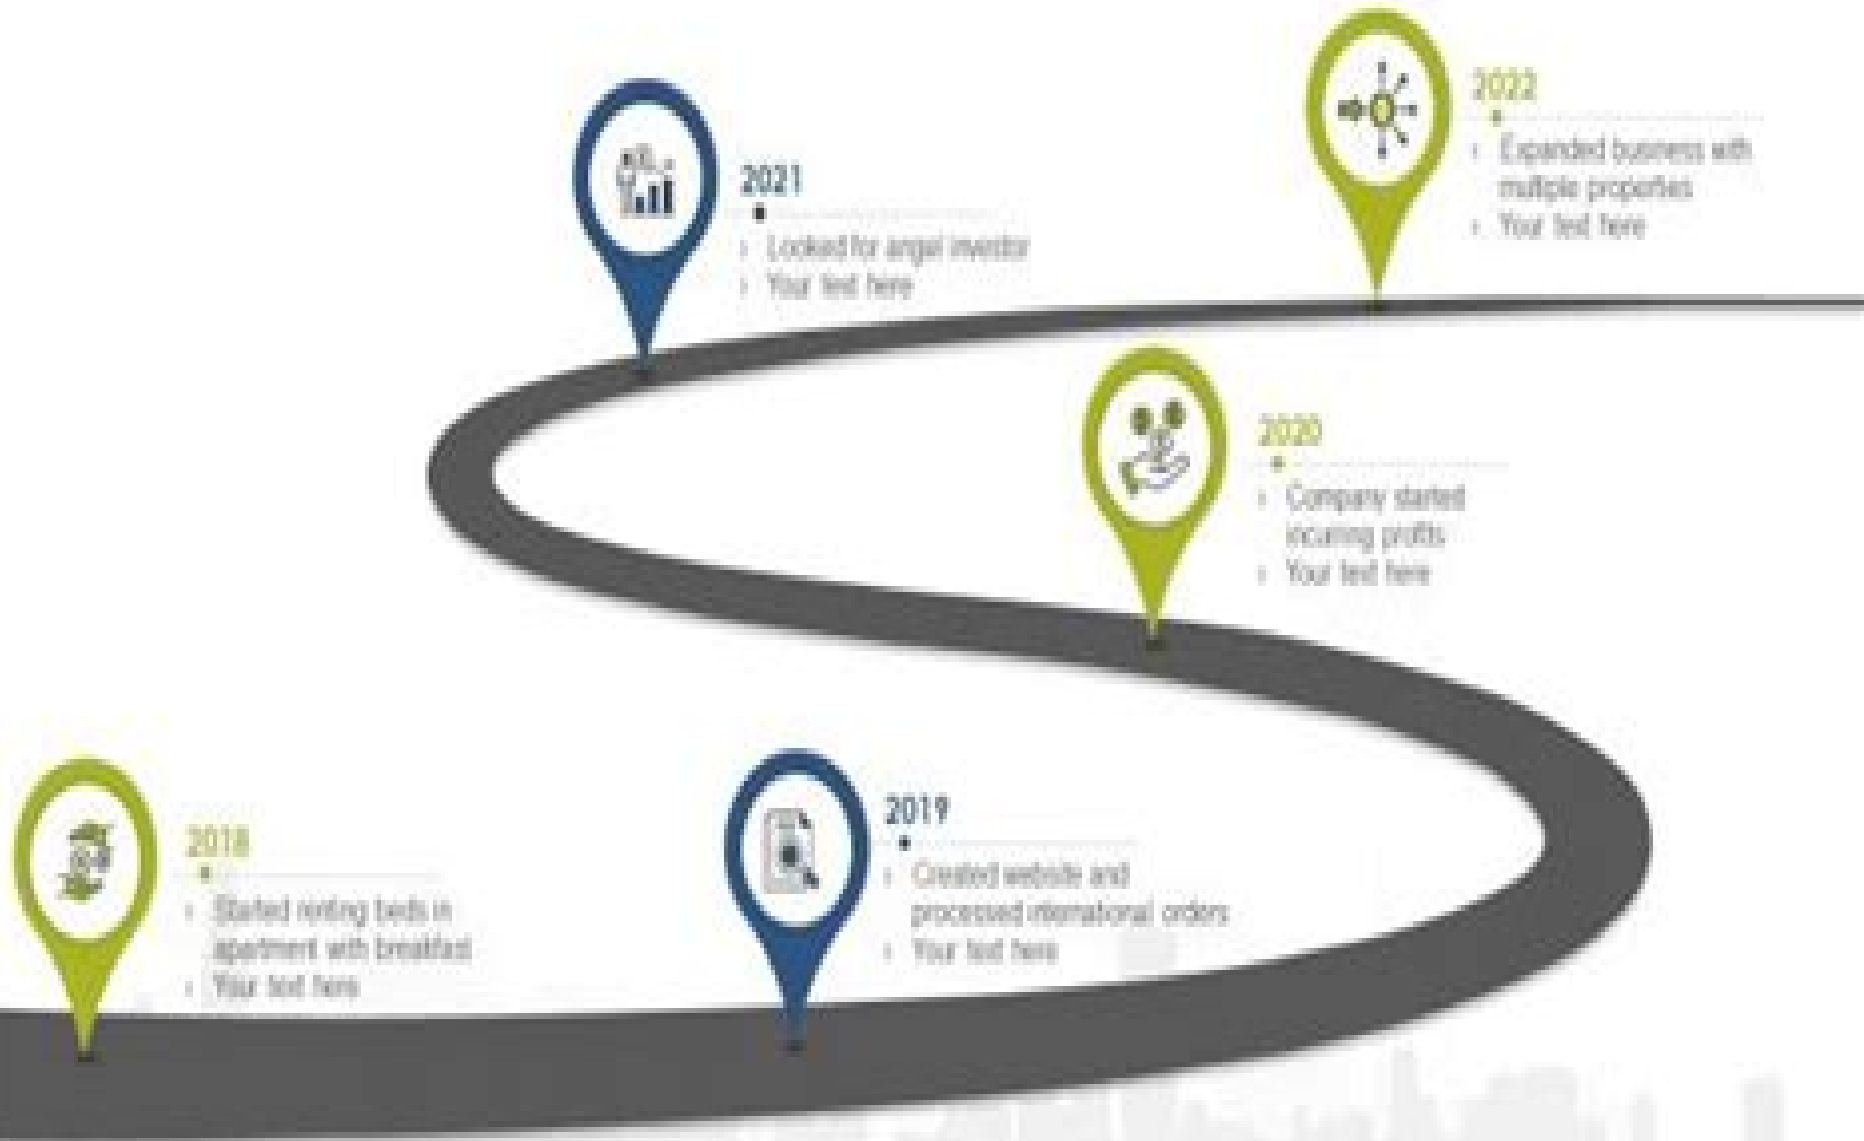 2022
Expanded business with
multiple properties
Your text here
2021
Looked for angel investor
Your text here
2020
Company started
incurring profits
Your text here
2019
Created website and
processed international orders
Your text here
2018
Started renting beds in
apartment with breakfast
Your text here